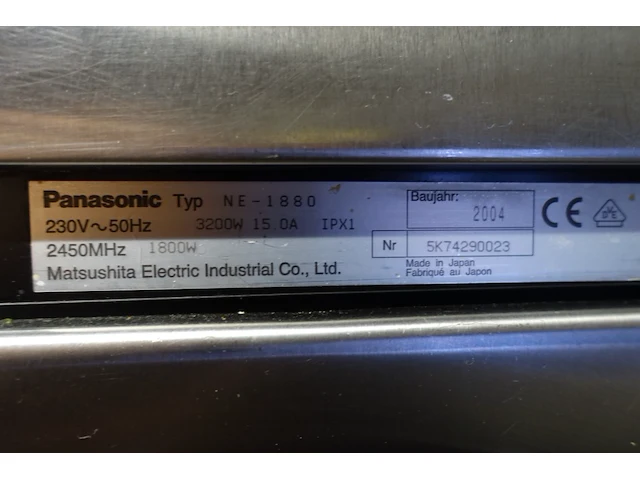 Panasonic Typ NE-1880
230V～50Hz 3200W 15.0A IPX1
2450MHz 1800W
Matsushita Electric Industrial Co., Ltd.
Baujahr:
2004
Nr 5K74290023
Made in Japan
Fabriqué au Japon
CE